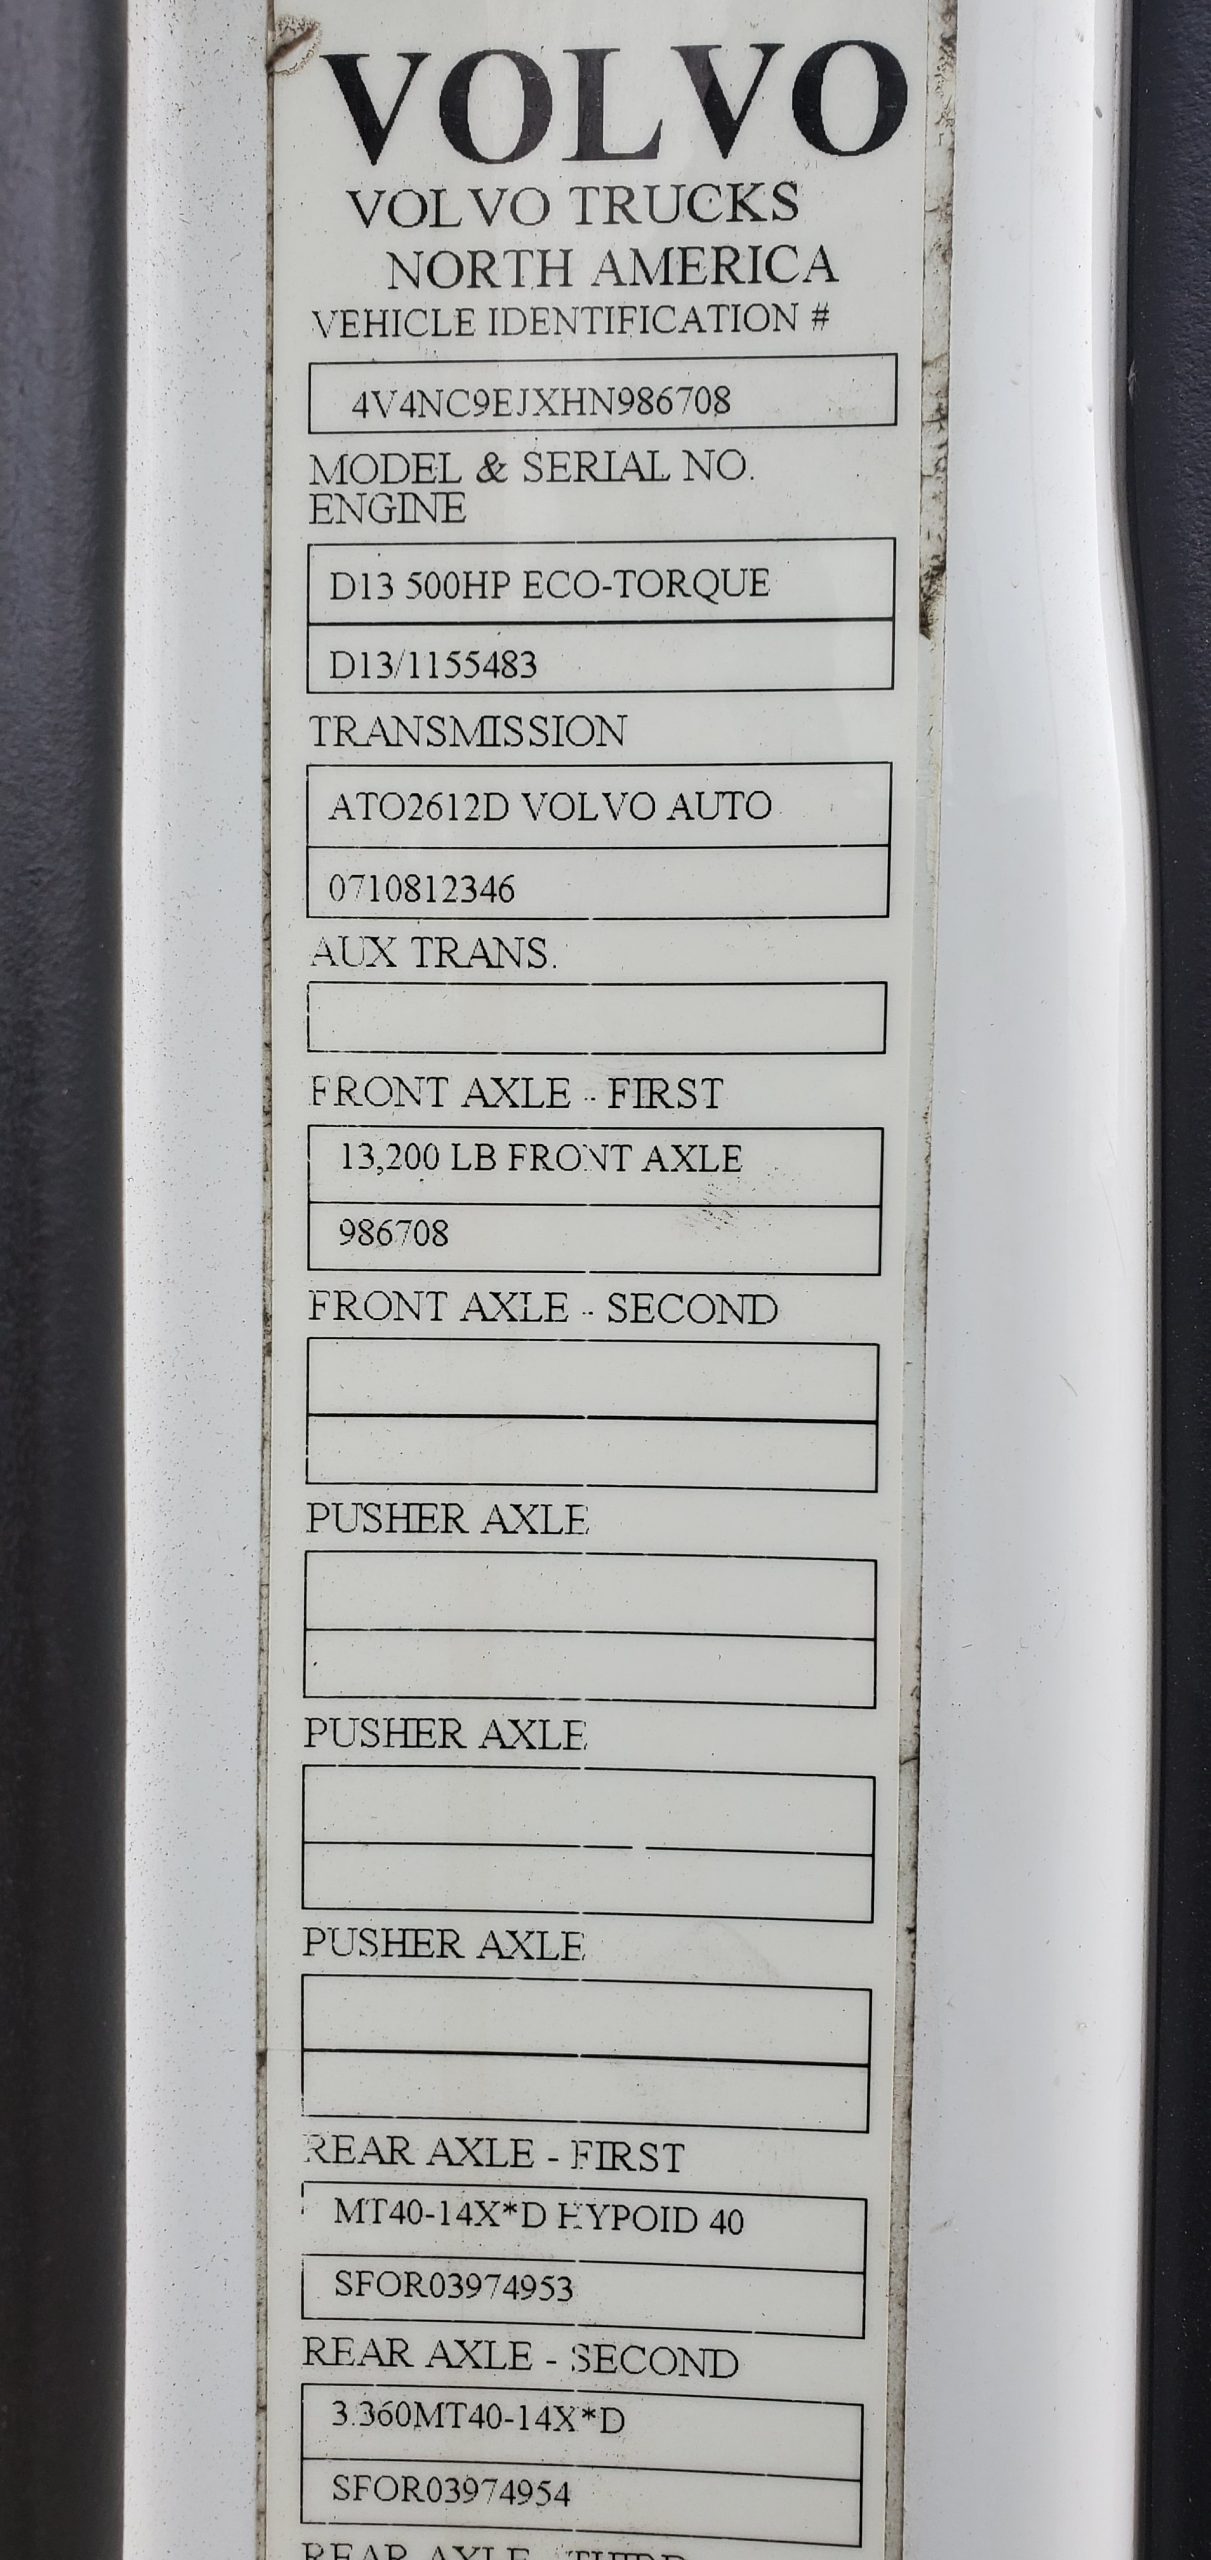 VOLVO
VOLVO TRUCKS
NORTH AMERICA
VEHICLE IDENTIFICATION #
4V4NC9EJXHN986708
MODEL & SERIAL NO.
ENGINE
D13 500HP ECO-TORQUE
D13/1155483
TRANSMISSION
ATO2612D VOLVO AUTO
0710812346
AUX TRANS.
FRONT AXLE - FIRST
13,200 LB FRONT AXLE
986708
FRONT AXLE - SECOND
PUSHER AXLE
PUSHER AXLE
PUSHER AXLE
REAR AXLE - FIRST
MT40-14X*D HYPOID 40
SFOR03974953
REAR AXLE - SECOND
3.360MT40-14X*D
SFOR03974954
REAR AXLE - THIRD